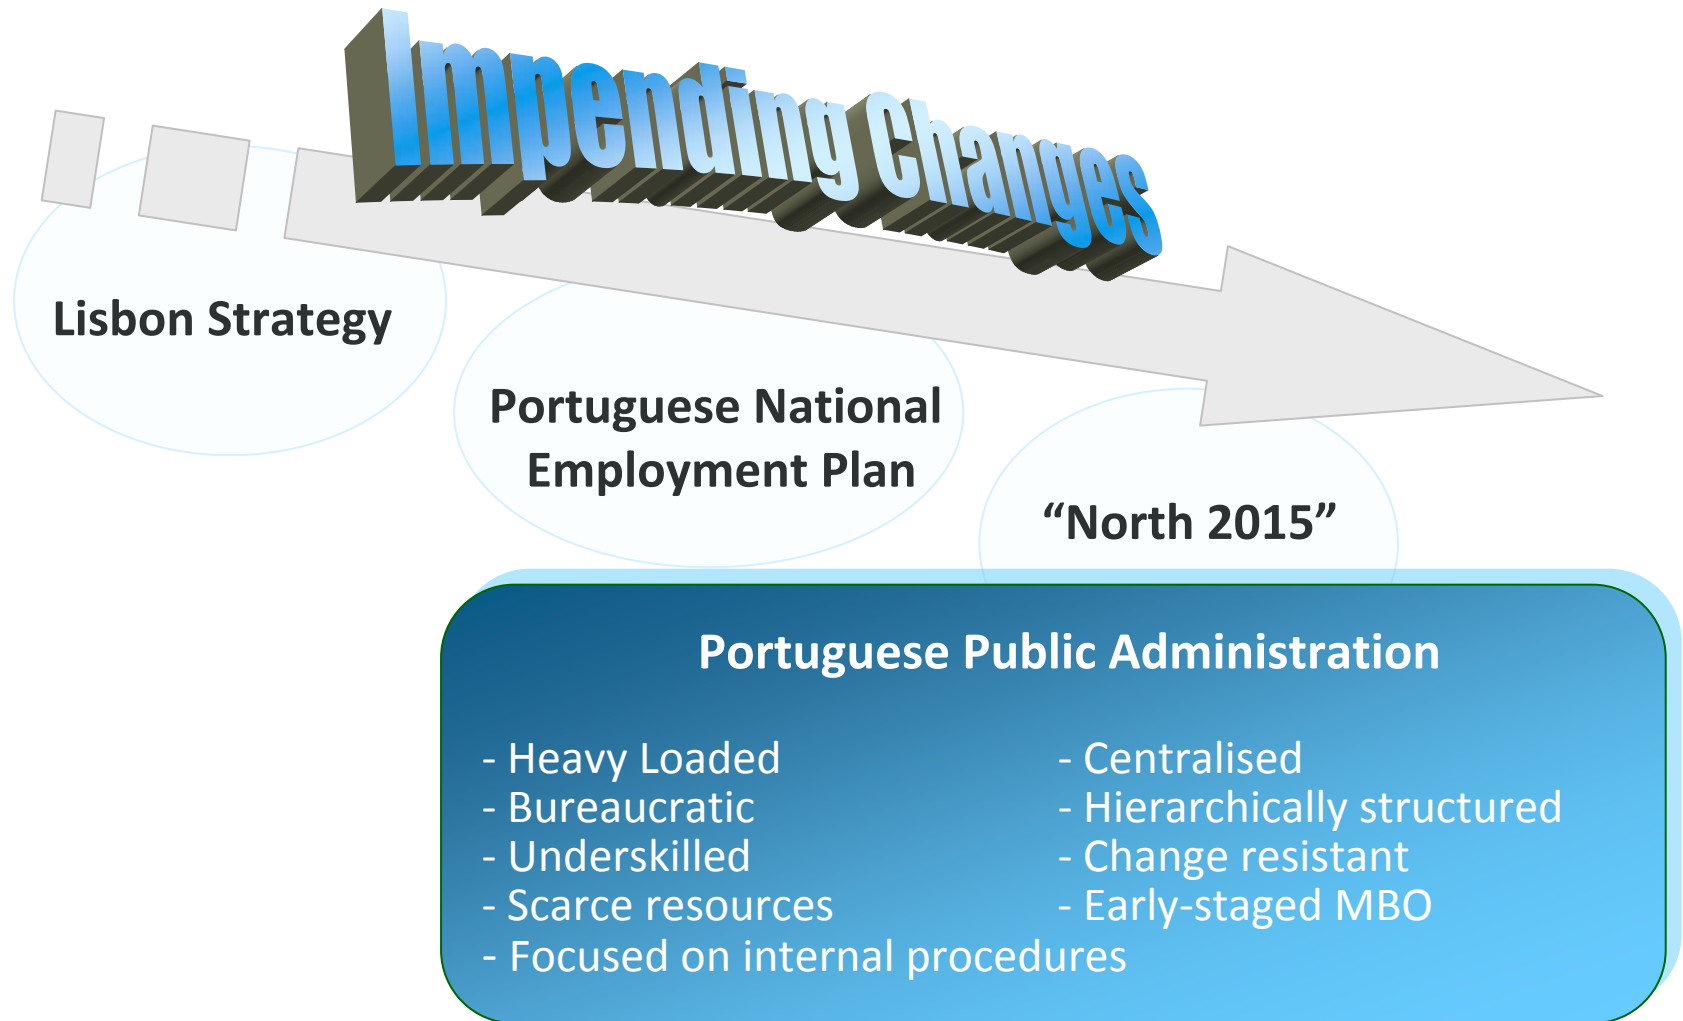 Impending Changes
Lisbon Strategy
Portuguese National
Employment Plan
“North 2015”
Portuguese Public Administration
- Heavy Loaded
- Bureaucratic
- Underskilled
- Scarce resources
- Focused on internal procedures
- Centralised
- Hierarchically structured
- Change resistant
- Early-staged MBO